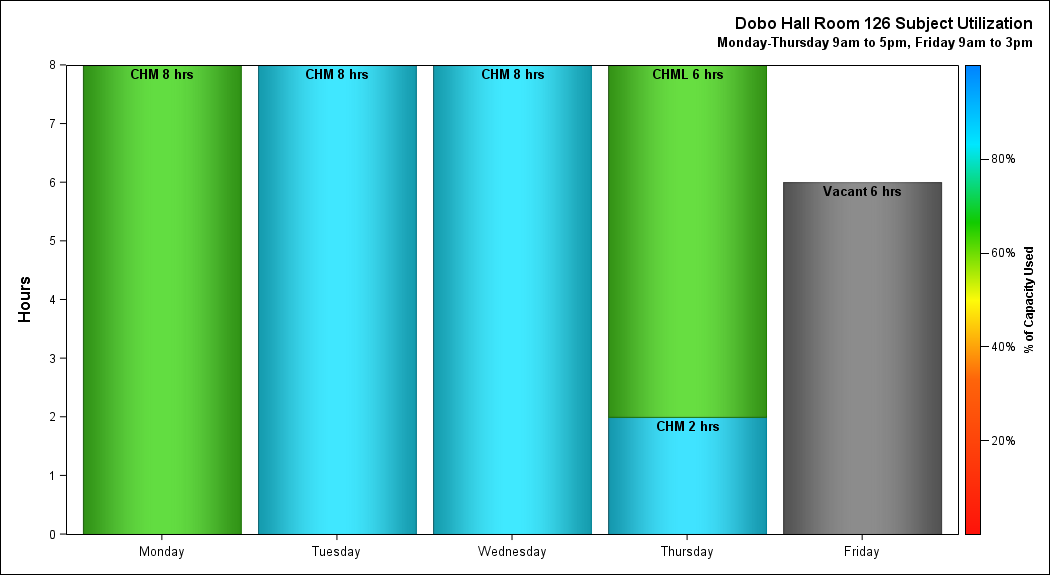 Dobo Hall Room 126 Subject Utilization
Monday-Thursday 9am to 5pm, Friday 9am to 3pm
8
7
6
5
4
3
2
1
0
Hours
CHM 8 hrs
CHM 8 hrs
CHM 8 hrs
CHML 6 hrs
CHM 2 hrs
Vacant 6 hrs
Monday
Tuesday
Wednesday
Thursday
Friday
80%
60%
40%
20%
% of Capacity Used